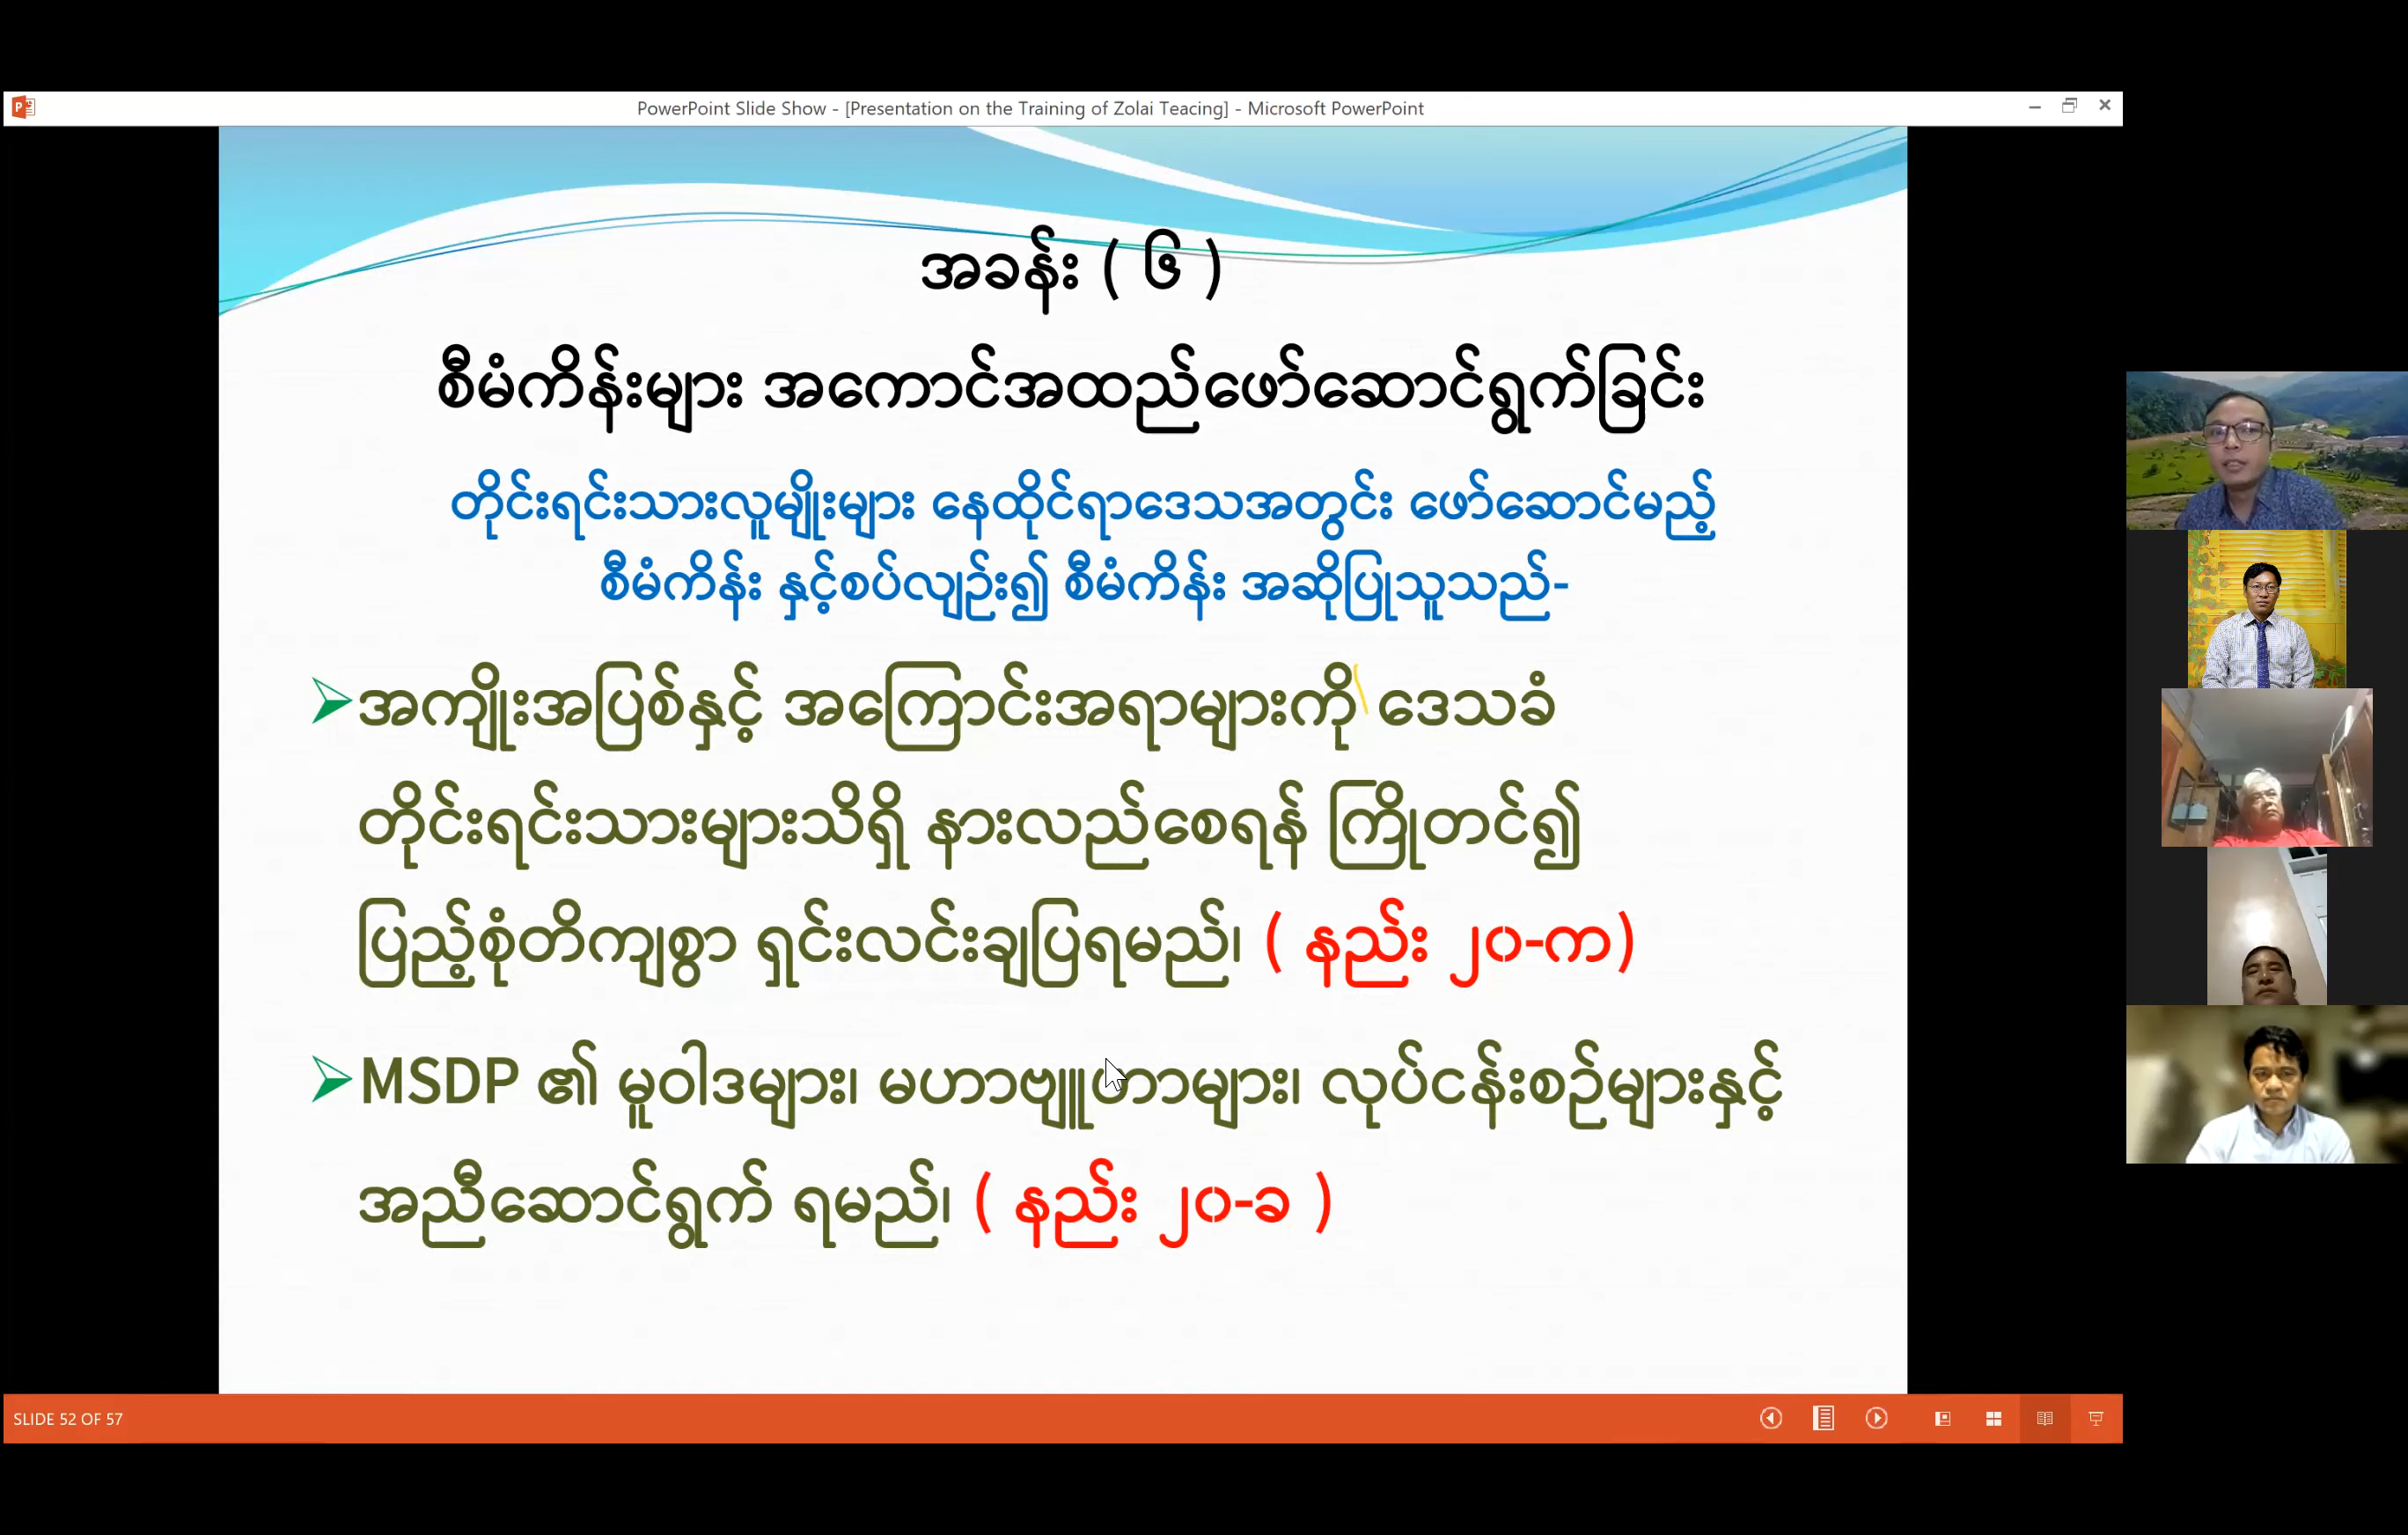 PowerPoint Slide Show - [Presentation on the Training of Zolai Teacing] - Microsoft PowerPoint
အခန်း ( ၆ )
စီမံကိန်းများ အကောင်အထည်ဖော်ဆောင်ရွက်ခြင်း
တိုင်းရင်းသားလူမျိုးများ နေထိုင်ရာဒေသအတွင်း ဖော်ဆောင်မည့်
စီမံကိန်း နှင့်စပ်လျဉ်း၍ စီမံကိန်း အဆိုပြုသူသည်-
အကျိုးအပြစ်နှင့် အကြောင်းအရာများကို ဒေသခံ
တိုင်းရင်းသားများသိရှိ နားလည်စေရန် ကြိုတင်၍
ပြည့်စုံတိကျစွာ ရှင်းလင်းချပြရမည်၊ ( နည်း ၂၀-က)
MSDP ၏ မူဝါဒများ၊ မဟာဗျူဟာများ၊ လုပ်ငန်းစဉ်များနှင့်
အညီဆောင်ရွက် ရမည်၊ ( နည်း ၂၀-ခ )
SLIDE 52 OF 57